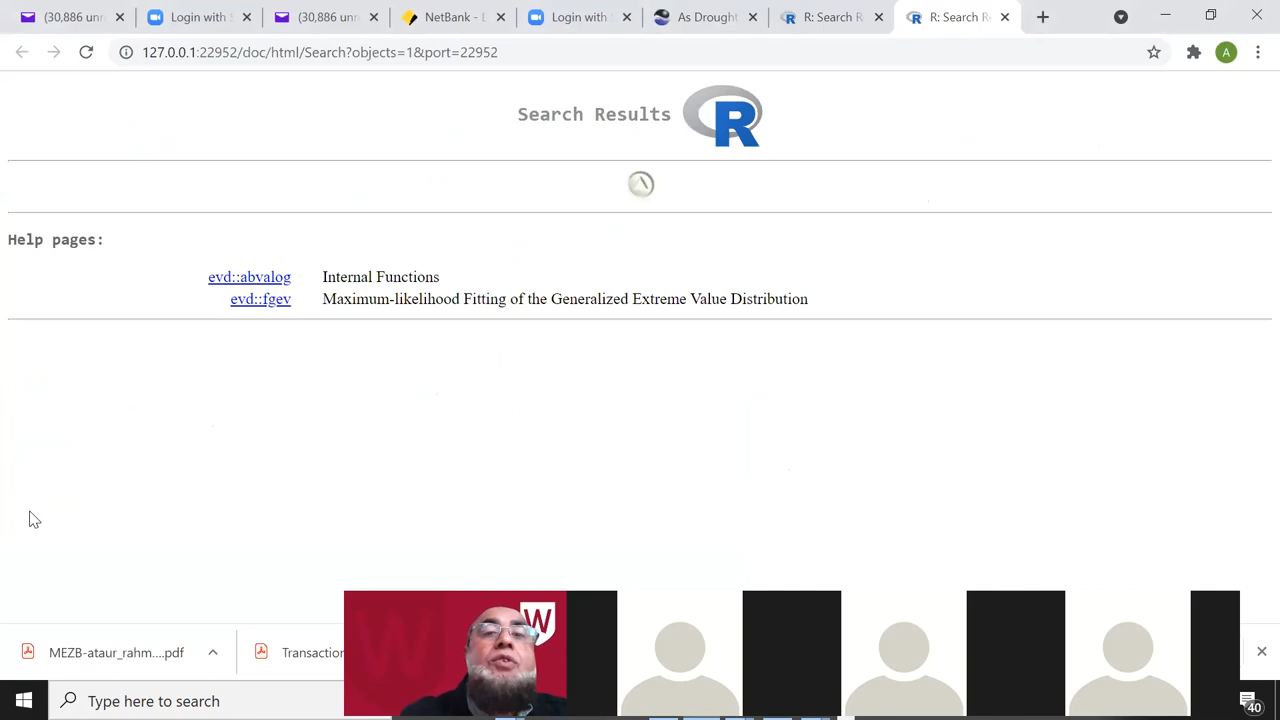 (30,886 unr
Login with S
(30,886 unr
NetBank - D
Login with
As Drought
R: Search R
R: Search Re
127.0.0.1:22952/doc/html/Search?objects=1&port=22952
A
Search Results
R
Help pages:
evd::abvalog Internal Functions
evd::fgev Maximum-likelihood Fitting of the Generalized Extreme Value Distribution
W
W
MEZB-ataur_rahm....pdf
Transaction
Type here to search
40